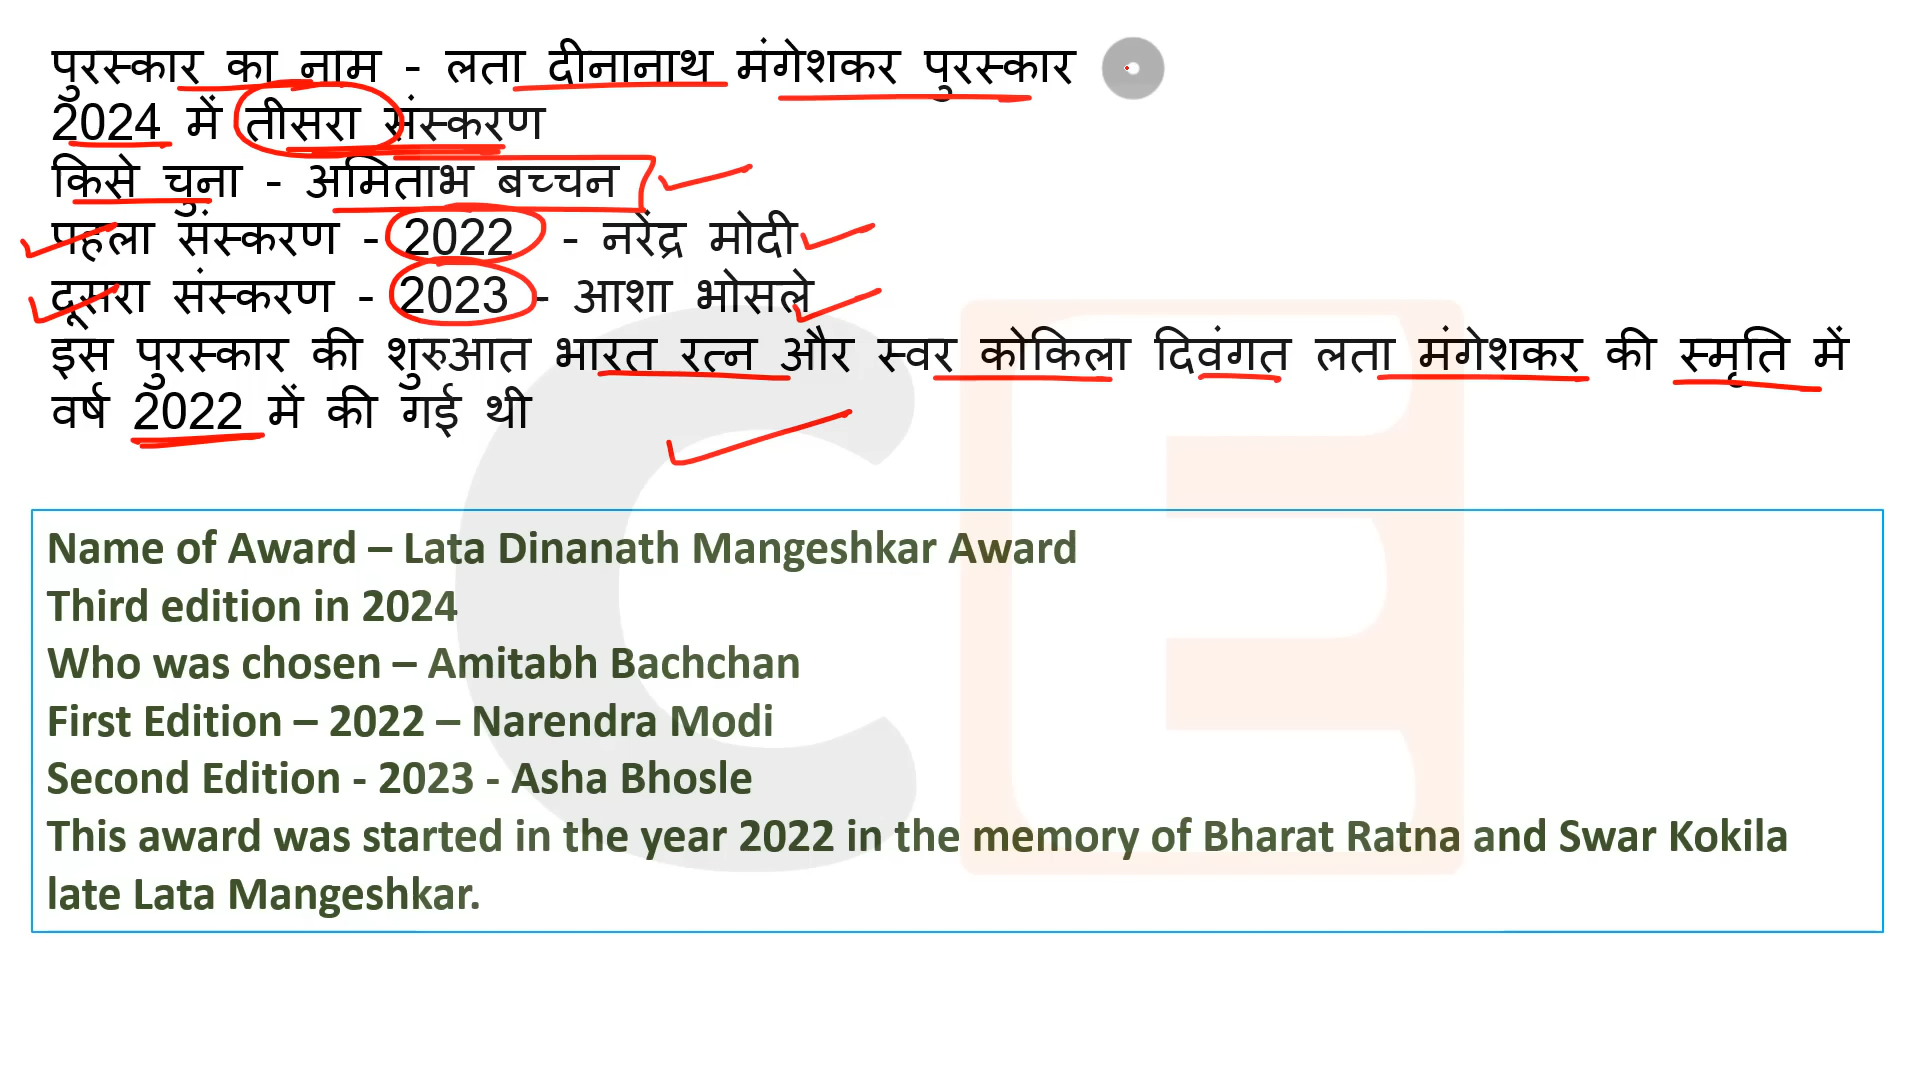 पुरस्कार का नाम - लता दीनानाथ मंगेशकर पुरस्कार
2024 में तीसरा संस्करण
किसे चुना - अमिताभ बच्चन
पहला संस्करण - 2022 - नरेंद्र मोदी
दूसरा संस्करण - 2023 - आशा भोसले
इस पुरस्कार की शुरुआत भारत रत्न और स्वर कोकिला दिवंगत लता मंगेशकर की स्मृति में
वर्ष 2022 में की गई थी
Name of Award – Lata Dinanath Mangeshkar Award
Third edition in 2024
Who was chosen – Amitabh Bachchan
First Edition – 2022 – Narendra Modi
Second Edition - 2023 - Asha Bhosle
This award was started in the year 2022 in the memory of Bharat Ratna and Swar Kokila
late Lata Mangeshkar.
CE